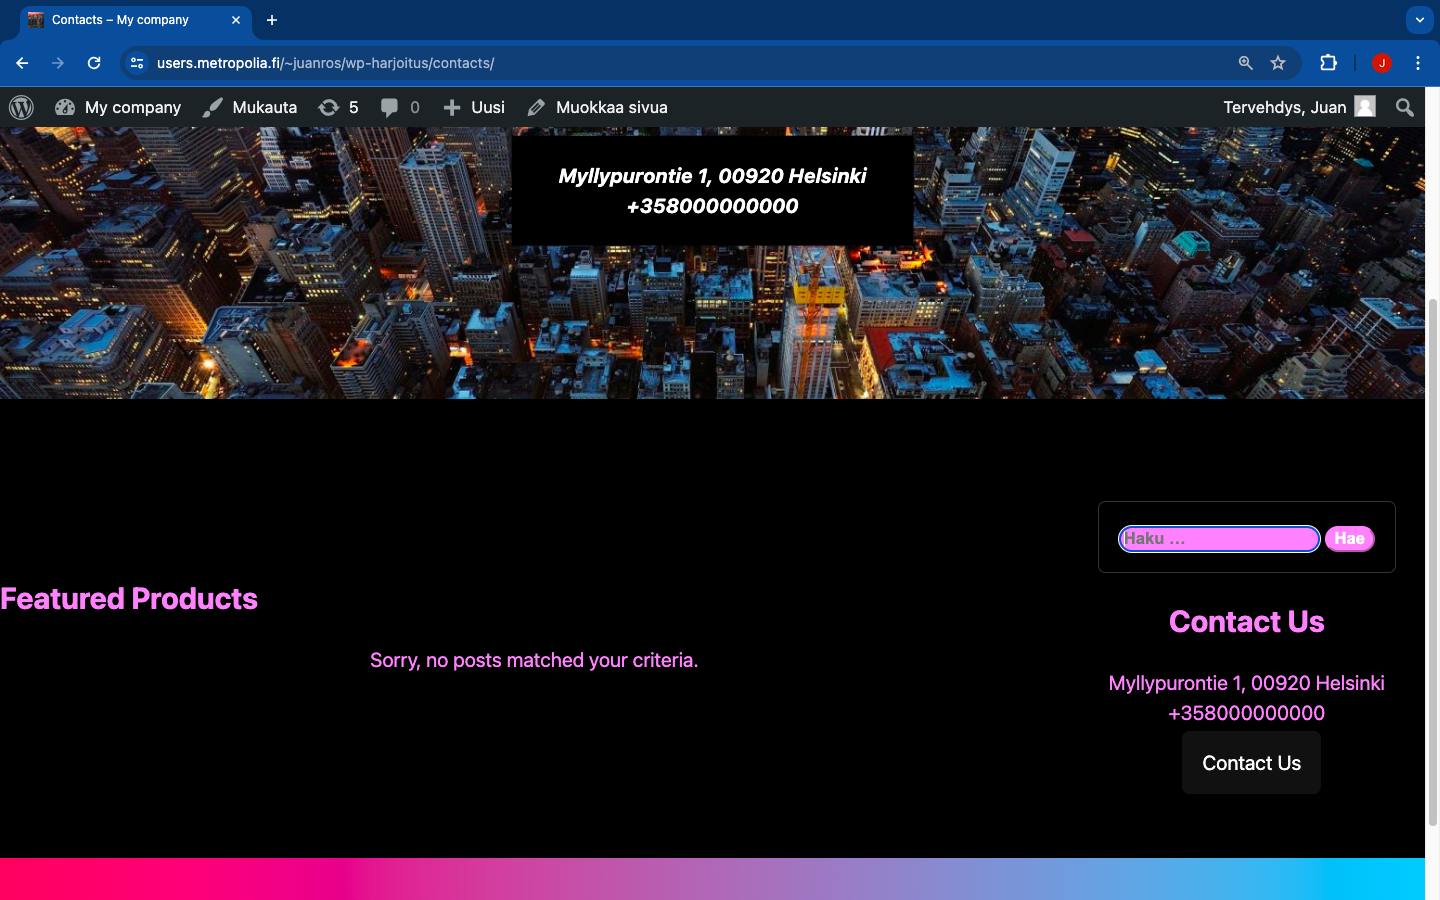 Contacts – My company
users.metropolia.fi/~juanros/wp-harjoitus/contacts/
J
My company
Mukauta
5
0
Uusi
Muokkaa sivua
Tervehdys, Juan
Myllypurontie 1, 00920 Helsinki
+358000000000
Haku ...
Hae
Featured Products
Sorry, no posts matched your criteria.
Contact Us
Myllypurontie 1, 00920 Helsinki
+358000000000
Contact Us